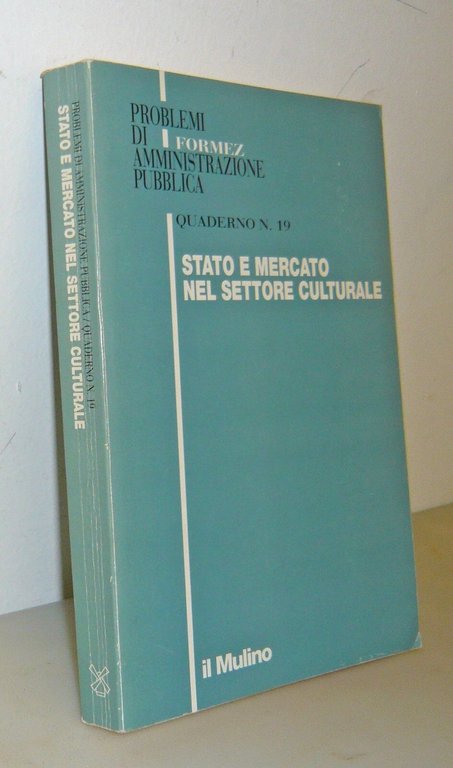 PROBLEMI
DI FORMEZ
AMMINISTRAZIONE
PUBBLICA
QUADERNO N. 19
STATO E MERCATO
NEL SETTORE CULTURALE
il Mulino
PROBLEMI DI AMMINISTRAZIONE PUBBLICA / QUADERNO N. 19
STATO E MERCATO NEL SETTORE CULTURALE